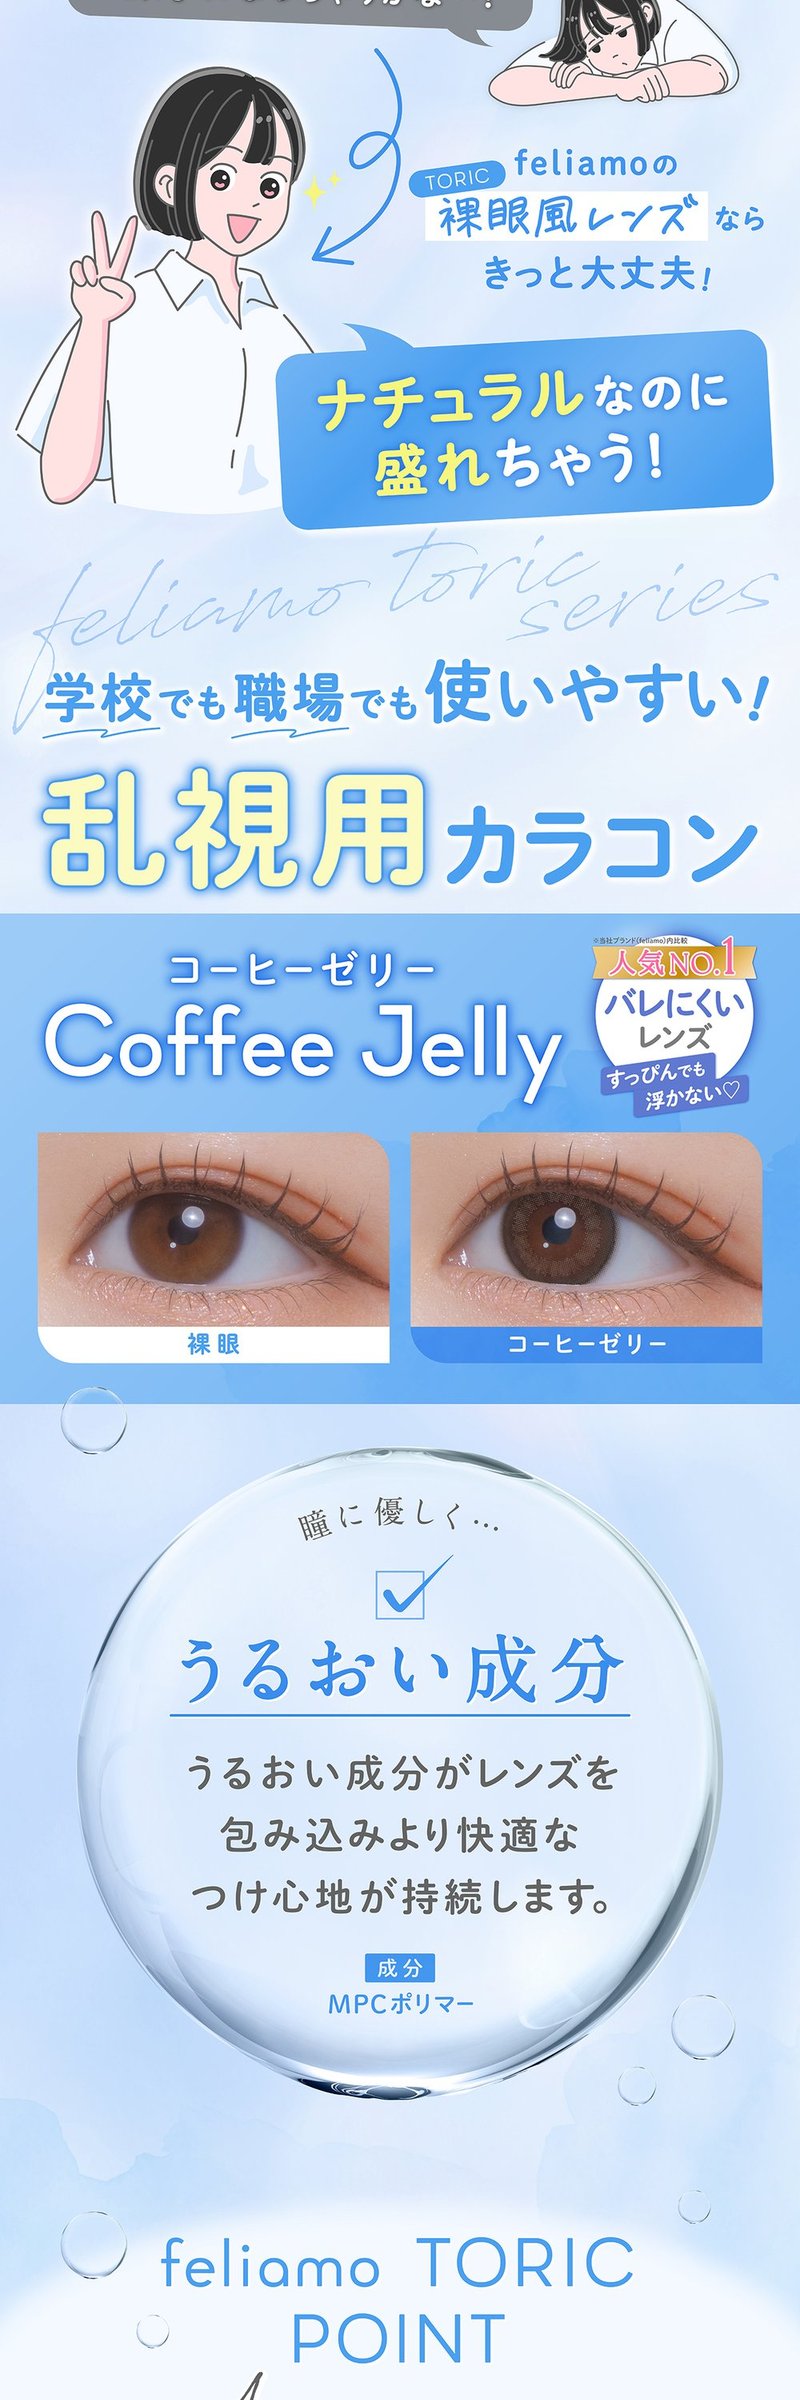 feliamoの
TORIC
裸眼風レンズなら
きっと大丈夫!
ナチュラルなのに
盛れちゃう!
feliamo toric
series
学校でも職場でも使いやすい!
乱視用カラコン
コーヒーゼリー
Coffee Jelly
※当社ブランド(feliamo)内比較
人気NO.1
バレにくい
レンズ
すっぴんでも
浮かない♡
裸眼
コーヒーゼリー
瞳に優しく…
うるおい成分
うるおい成分がレンズを
包み込みより快適な
つけ心地が持続します。
成分
MPCポリマー
feliamo TORIC
POINT